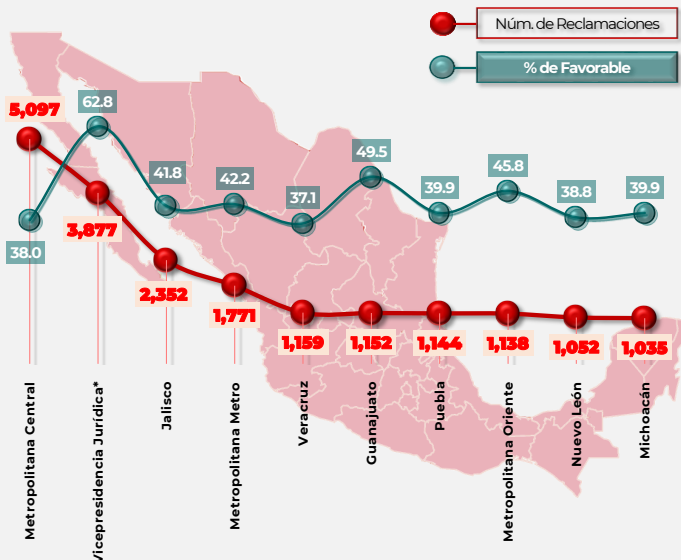 Núm. de Reclamaciones
% de Favorable
5,097
62.8
41.8
42.2
37.1
49.5
39.9
45.8
38.8
39.9
38.0
3,877
2,352
1,771
1,159
1,152
1,144
1,138
1,052
1,035
Metropolitana Central
Vicepresidencia Jurídica*
Jalisco
Metropolitana Metro
Veracruz
Guanajuato
Puebla
Metropolitana Oriente
Nuevo León
Michoacán